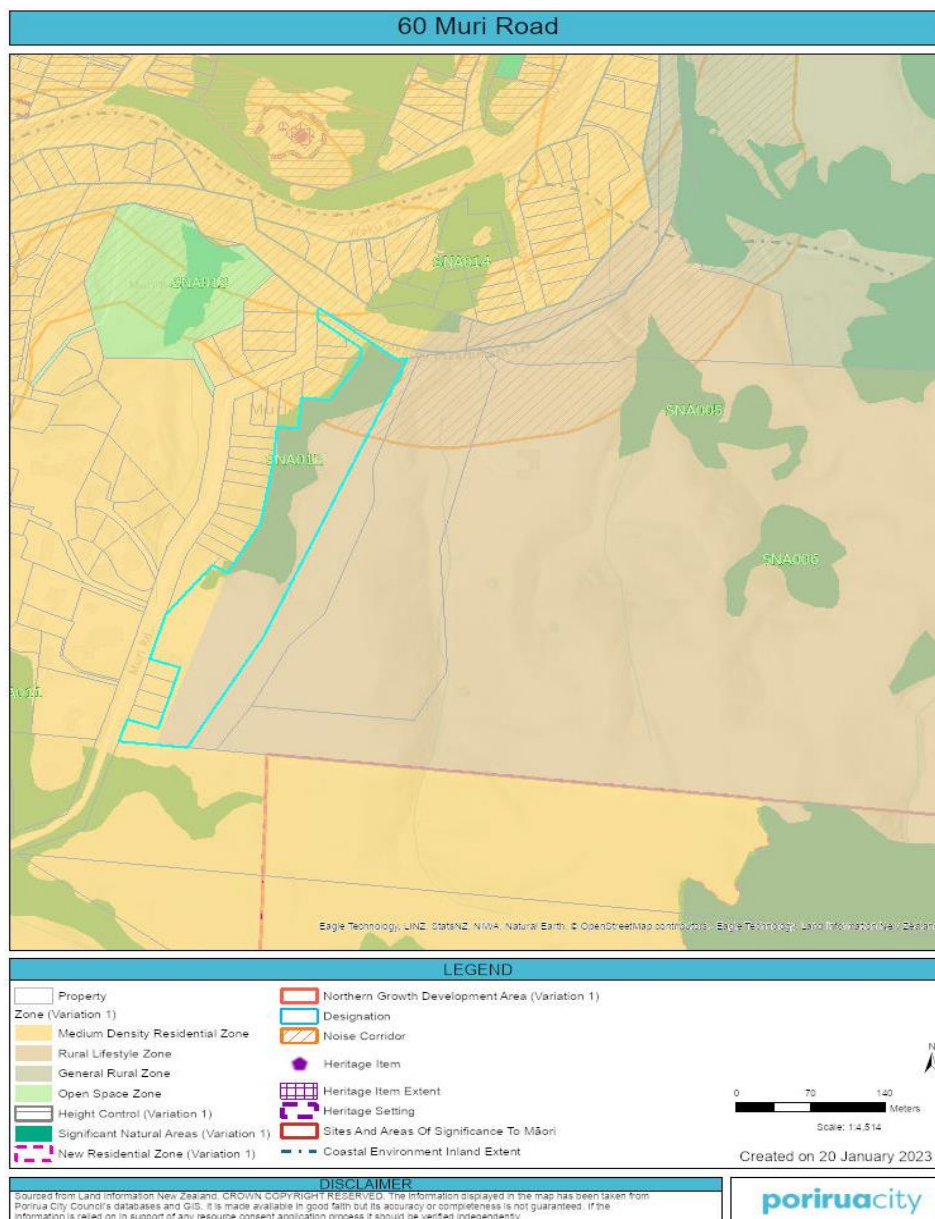 60 Muri Road
SNA014
SNA005
SNA006
Muri Rd
Eagle Technology, LINZ, StatsNZ, NIWA, Natural Earth, © OpenStreetMap contributors., Eagle Technology, Land Information New Zealand
LEGEND
Property
Zone (Variation 1)
Medium Density Residential Zone
Rural Lifestyle Zone
General Rural Zone
Open Space Zone
Height Control (Variation 1)
Significant Natural Areas (Variation 1)
New Residential Zone (Variation 1)
Northern Growth Development Area (Variation 1)
Designation
Noise Corridor
Heritage Item
Heritage Item Extent
Heritage Setting
Sites And Areas Of Significance To Māori
Coastal Environment Inland Extent
N
0 70 140
Meters
Scale: 1:4,514
Created on 20 January 2023
DISCLAIMER
Sourced from Land Information New Zealand, CROWN COPYRIGHT RESERVED. The information displayed in the map has been taken from
Porirua City Council's databases and GIS. It is made available in good faith but its accuracy or completeness is not guaranteed. If the
information is relied on in support of any resource consent application process it should be verified independently.
poriruacity